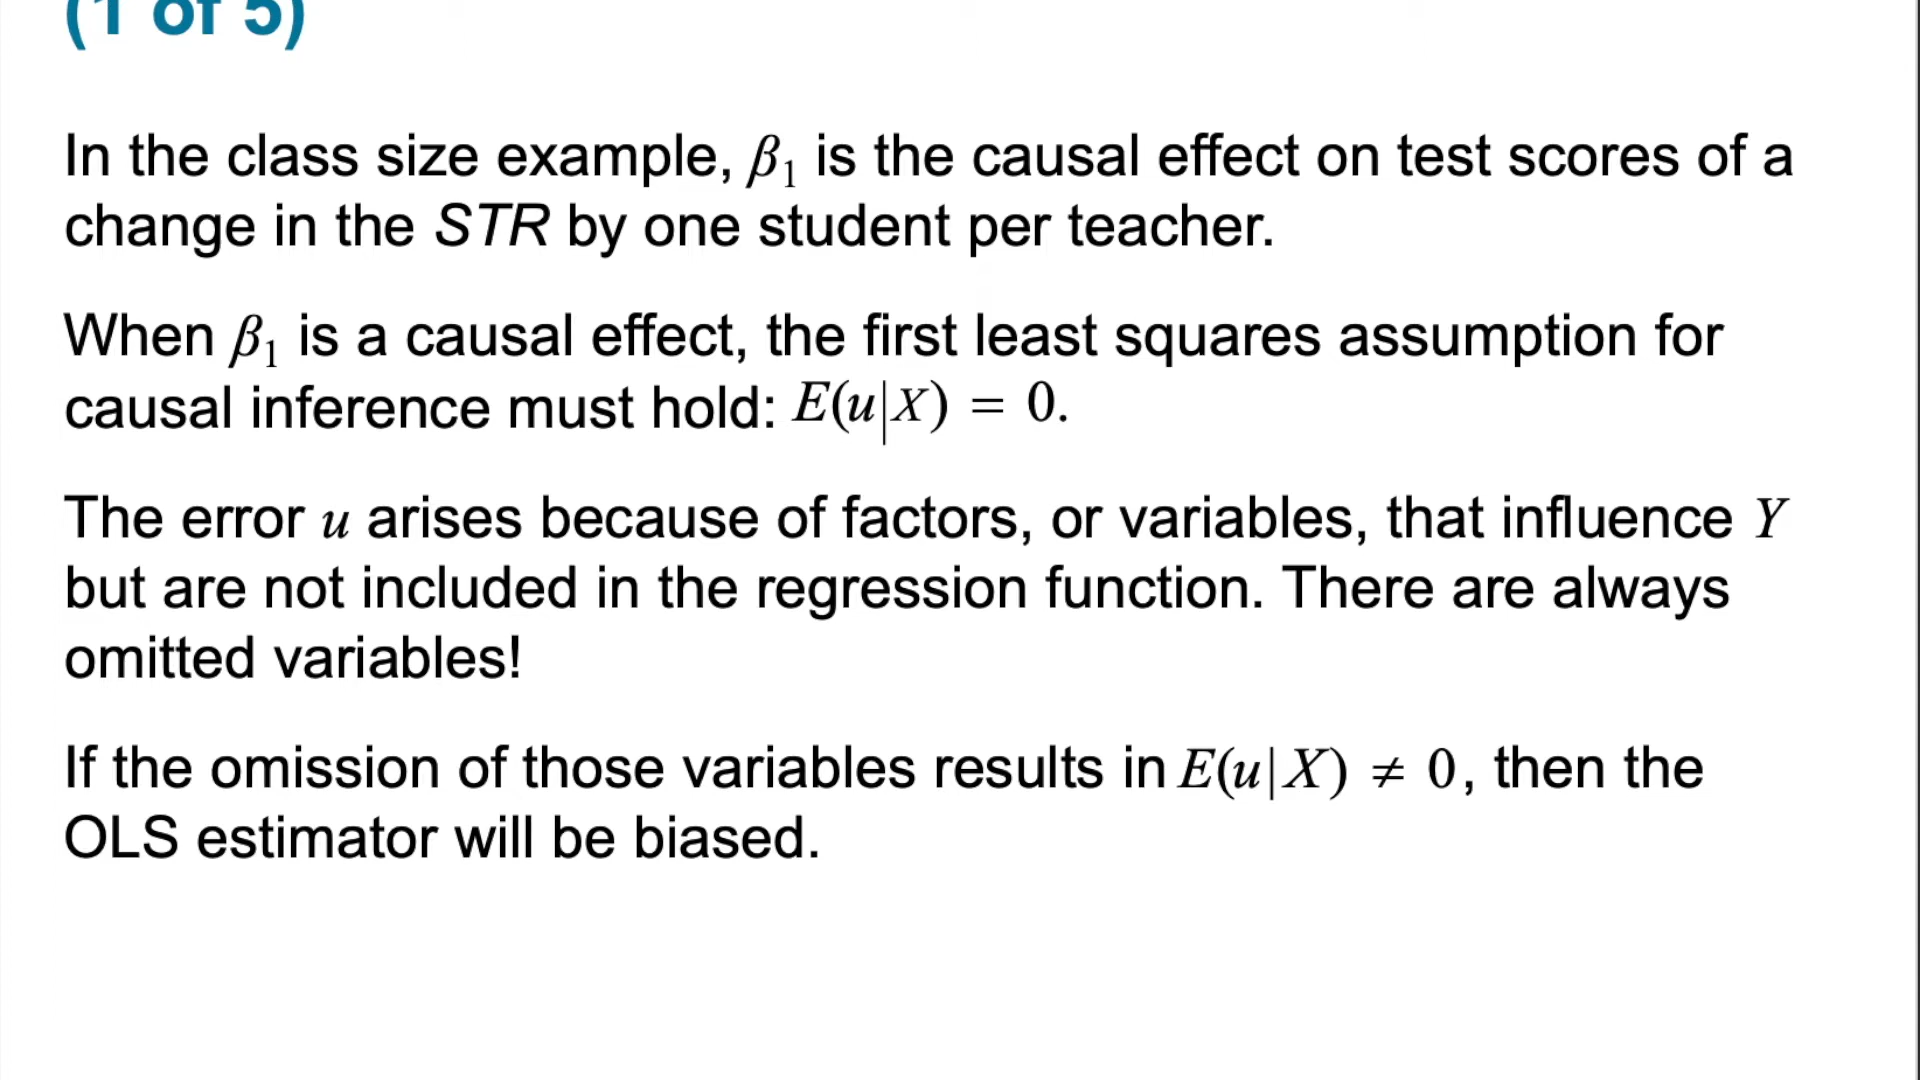 (1 of 5)
In the class size example, β₁ is the causal effect on test scores of a
change in the STR by one student per teacher.
When β₁ is a causal effect, the first least squares assumption for
causal inference must hold: E(u|X) = 0.
The error u arises because of factors, or variables, that influence Y
but are not included in the regression function. There are always
omitted variables!
If the omission of those variables results in E(u|X) ≠ 0, then the
OLS estimator will be biased.